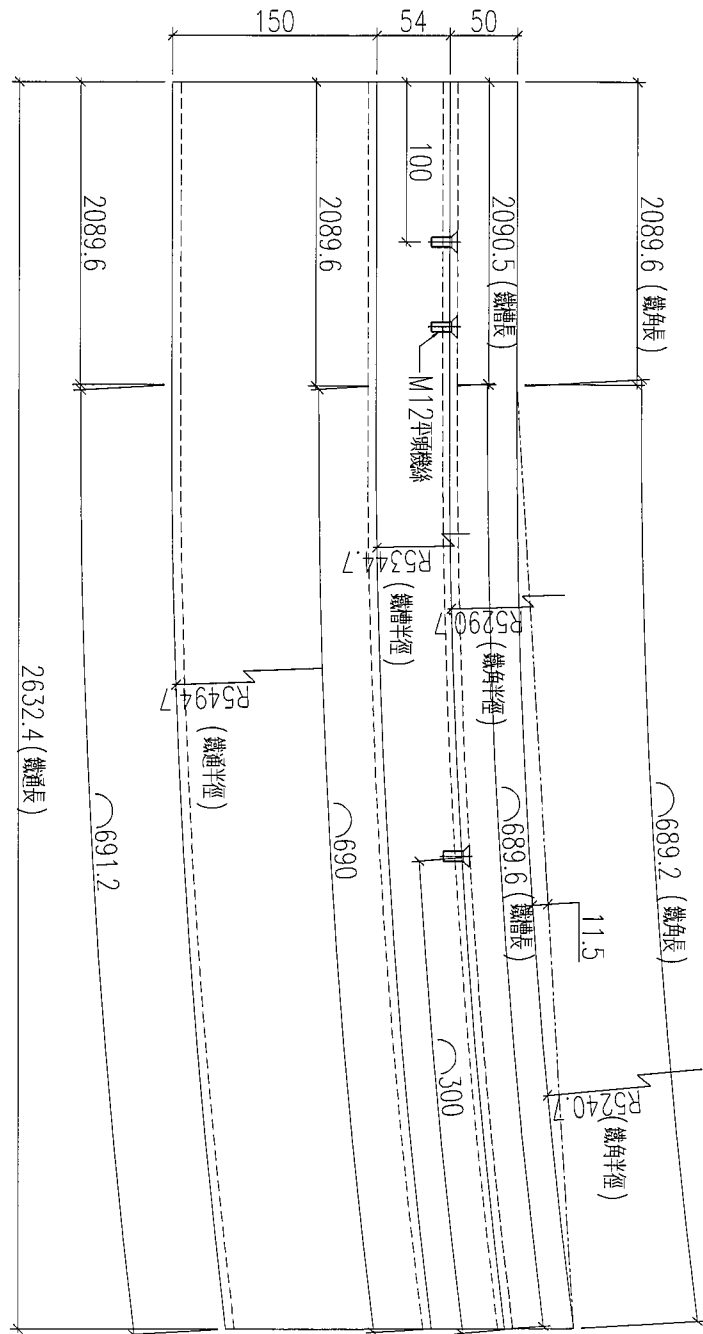 150
54
50
100
2089.6
2089.6
2090.5 (鐵槽長)
2089.6 (鐵角長)
M12平頭機絲
R5344.7
(鐵槽半徑)
R5290.7
(鐵角半徑)
R5494.7
(鐵通半徑)
2632.4 (鐵通長)
691.2
690
689.6 (鐵槽長)
689.2 (鐵角長)
11.5
300
R5240.7
(鐵角半徑)